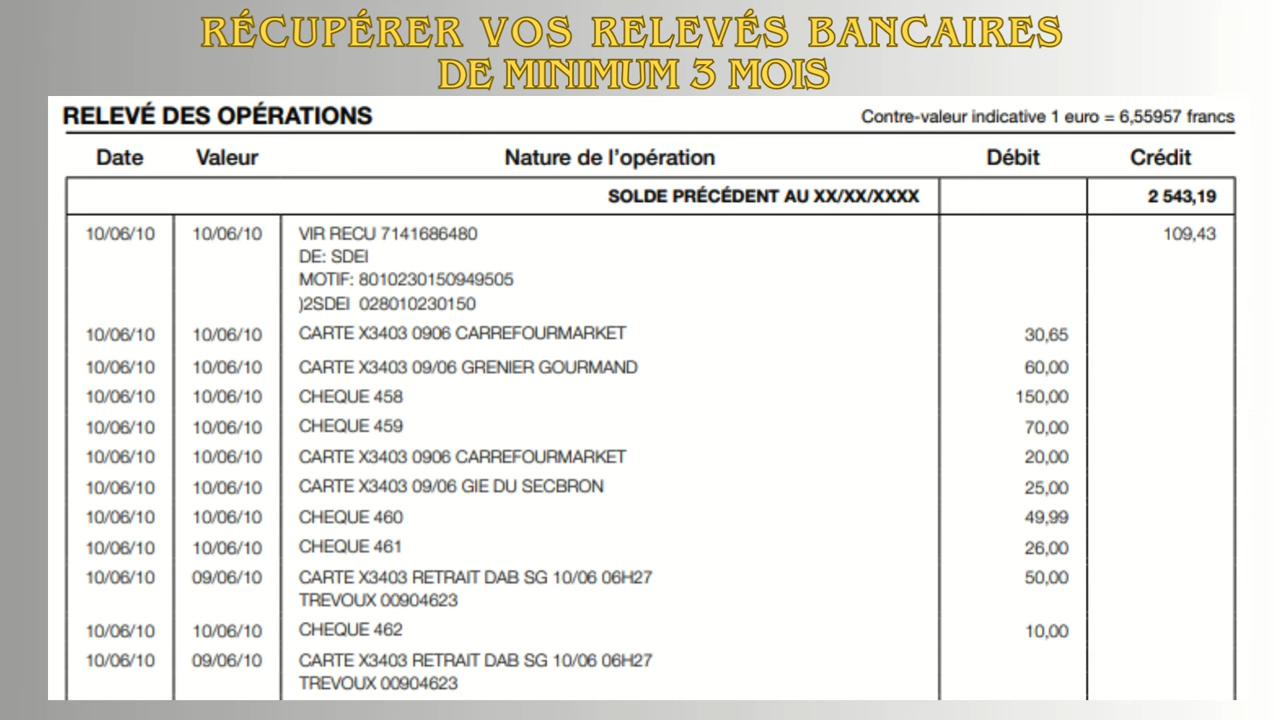 RÉCUPÉRER VOS RELEVÉS BANCAIRES
DE MINIMUM 3 MOIS
RELEVÉ DES OPÉRATIONS Contre-valeur indicative 1 euro = 6,55957 francs
Date Valeur Nature de l'opération Débit Crédit
SOLDE PRÉCÉDENT AU XX/XX/XXXX 2 543,19
10/06/10 10/06/10 VIR RECU 7141686480 109,43
DE: SDEI
MOTIF: 8010230150949505
)2SDEI 028010230150
10/06/10 10/06/10 CARTE X3403 0906 CARREFOURMARKET 30,65
10/06/10 10/06/10 CARTE X3403 09/06 GRENIER GOURMAND 60,00
10/06/10 10/06/10 CHEQUE 458 150,00
10/06/10 10/06/10 CHEQUE 459 70,00
10/06/10 10/06/10 CARTE X3403 0906 CARREFOURMARKET 20,00
10/06/10 10/06/10 CARTE X3403 09/06 GIE DU SECBRON 25,00
10/06/10 10/06/10 CHEQUE 460 49,99
10/06/10 10/06/10 CHEQUE 461 26,00
10/06/10 09/06/10 CARTE X3403 RETRAIT DAB SG 10/06 06H27 50,00
TREVOUX 00904623
10/06/10 10/06/10 CHEQUE 462 10,00
10/06/10 09/06/10 CARTE X3403 RETRAIT DAB SG 10/06 06H27
TREVOUX 00904623